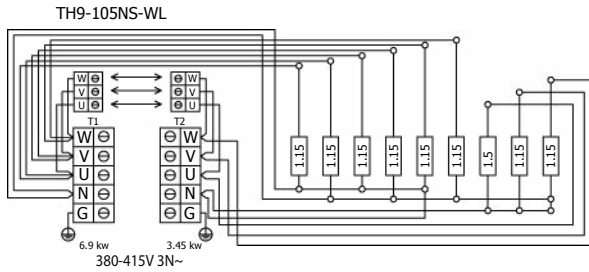 TH9-105NS-WL
W W
V V
U U
T1 T2
W W
V V
U U
N N
G G
1.15 1.15 1.15 1.15 1.15 1.15 1.5 1.15 1.15
6.9 kw 3.45 kw
380-415V 3N~